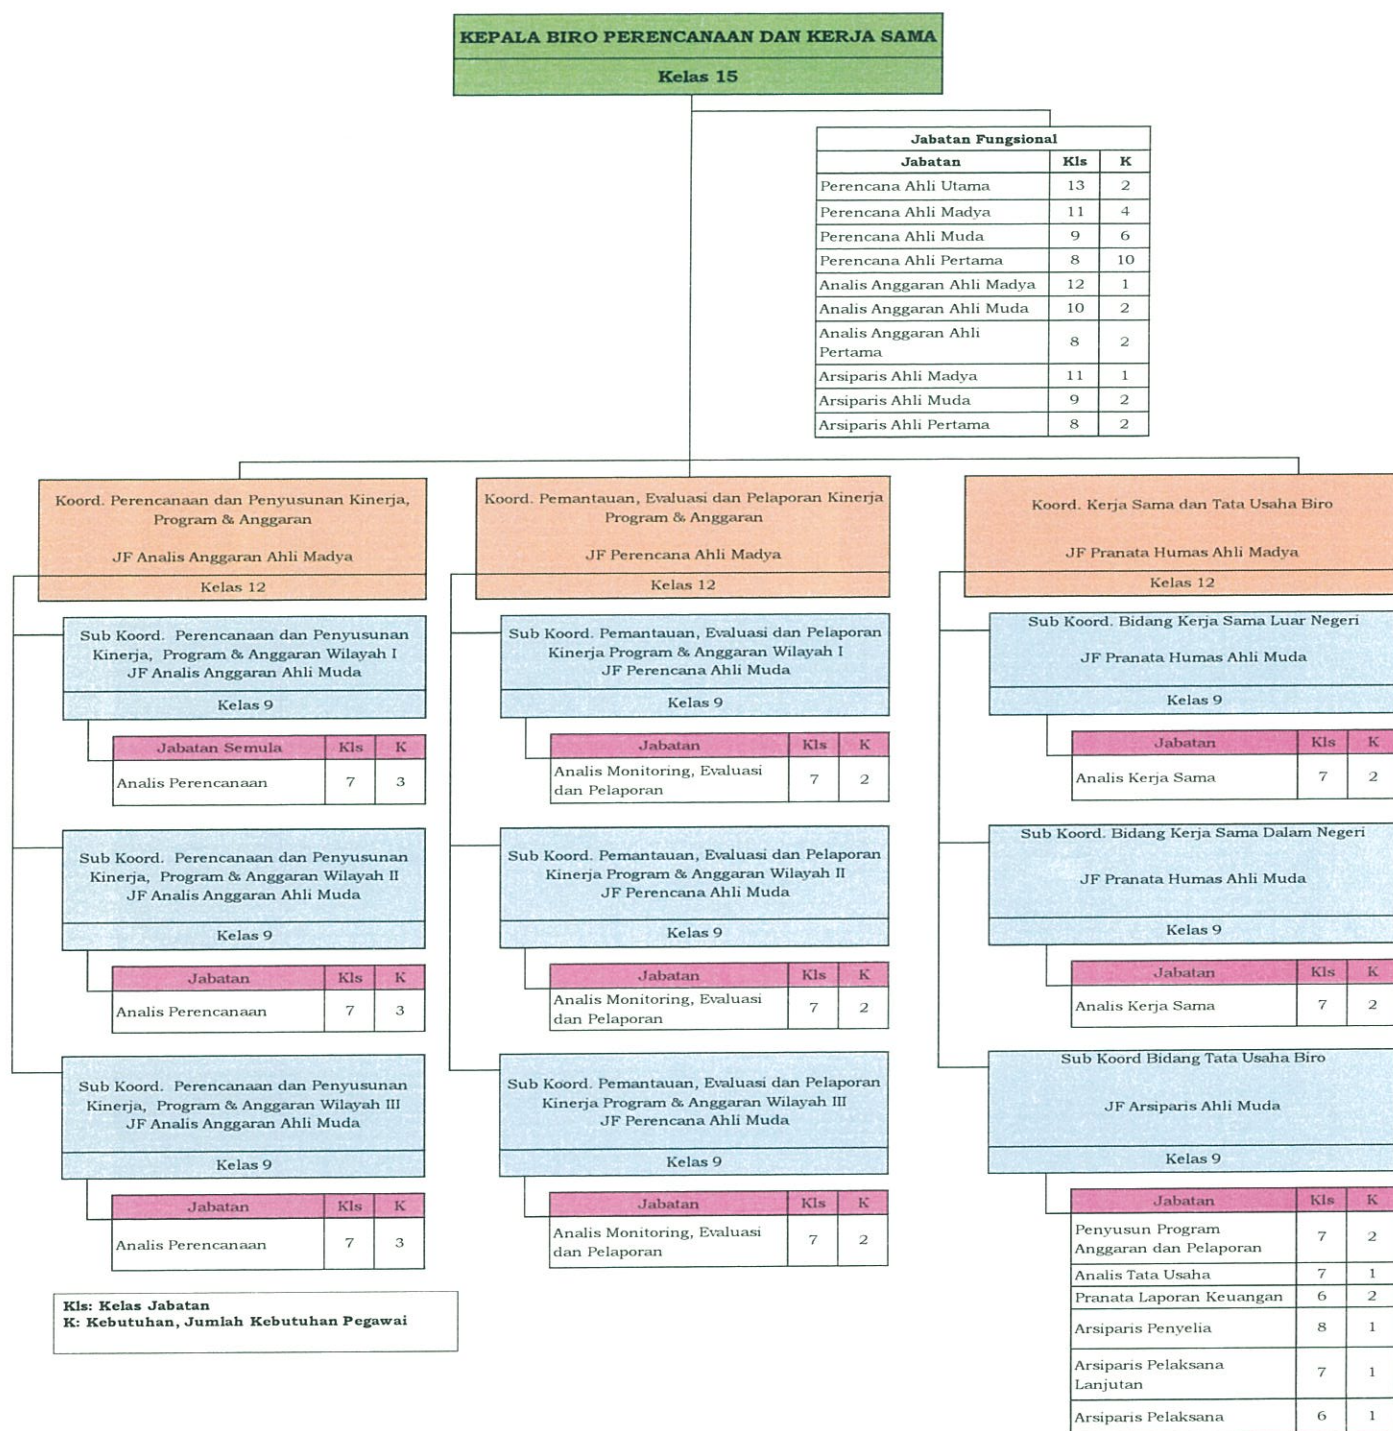 KEPALA BIRO PERENCANAAN DAN KERJA SAMA
Kelas 15
Jabatan Fungsional
Jabatan Kls K
Perencana Ahli Utama 13 2
Perencana Ahli Madya 11 4
Perencana Ahli Muda 9 6
Perencana Ahli Pertama 8 10
Analis Anggaran Ahli Madya 12 1
Analis Anggaran Ahli Muda 10 2
Analis Anggaran Ahli
Pertama 8 2
Arsiparis Ahli Madya 11 1
Arsiparis Ahli Muda 9 2
Arsiparis Ahli Pertama 8 2
Koord. Perencanaan dan Penyusunan Kinerja,
Program & Anggaran
JF Analis Anggaran Ahli Madya
Kelas 12
Sub Koord. Perencanaan dan Penyusunan
Kinerja, Program & Anggaran Wilayah I
JF Analis Anggaran Ahli Muda
Kelas 9
Jabatan Semula Kls K
Analis Perencanaan 7 3
Sub Koord. Perencanaan dan Penyusunan
Kinerja, Program & Anggaran Wilayah II
JF Analis Anggaran Ahli Muda
Kelas 9
Jabatan Kls K
Analis Perencanaan 7 3
Sub Koord. Perencanaan dan Penyusunan
Kinerja, Program & Anggaran Wilayah III
JF Analis Anggaran Ahli Muda
Kelas 9
Jabatan Kls K
Analis Perencanaan 7 3
Koord. Pemantauan, Evaluasi dan Pelaporan Kinerja
Program & Anggaran
JF Perencana Ahli Madya
Kelas 12
Sub Koord. Pemantauan, Evaluasi dan Pelaporan
Kinerja Program & Anggaran Wilayah I
JF Perencana Ahli Muda
Kelas 9
Jabatan Kls K
Analis Monitoring, Evaluasi
dan Pelaporan 7 2
Sub Koord. Pemantauan, Evaluasi dan Pelaporan
Kinerja Program & Anggaran Wilayah II
JF Perencana Ahli Muda
Kelas 9
Jabatan Kls K
Analis Monitoring, Evaluasi
dan Pelaporan 7 2
Sub Koord. Pemantauan, Evaluasi dan Pelaporan
Kinerja Program & Anggaran Wilayah III
JF Perencana Ahli Muda
Kelas 9
Jabatan Kls K
Analis Monitoring, Evaluasi
dan Pelaporan 7 2
Koord. Kerja Sama dan Tata Usaha Biro
JF Pranata Humas Ahli Madya
Kelas 12
Sub Koord. Bidang Kerja Sama Luar Negeri
JF Pranata Humas Ahli Muda
Kelas 9
Jabatan Kls K
Analis Kerja Sama 7 2
Sub Koord. Bidang Kerja Sama Dalam Negeri
JF Pranata Humas Ahli Muda
Kelas 9
Jabatan Kls K
Analis Kerja Sama 7 2
Sub Koord Bidang Tata Usaha Biro
JF Arsiparis Ahli Muda
Kelas 9
Jabatan Kls K
Penyusun Program
Anggaran dan Pelaporan 7 2
Analis Tata Usaha 7 1
Pranata Laporan Keuangan 6 2
Arsiparis Penyelia 8 1
Arsiparis Pelaksana
Lanjutan 7 1
Arsiparis Pelaksana 6 1
Kls: Kelas Jabatan
K: Kebutuhan, Jumlah Kebutuhan Pegawai